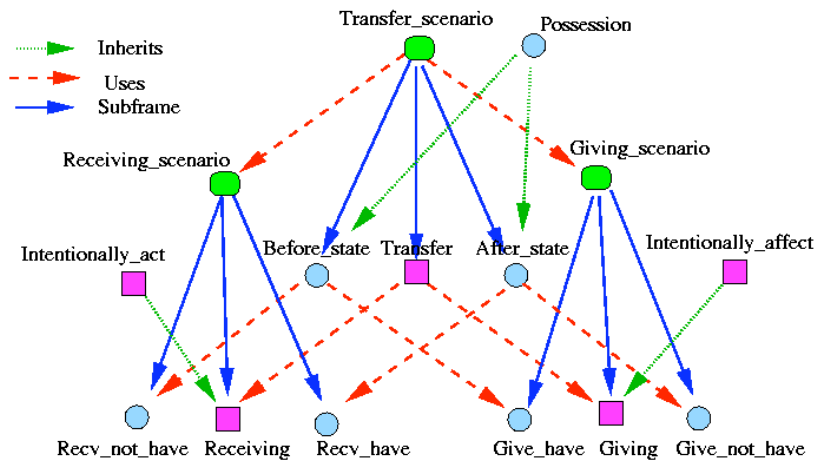 Transfer_scenario
Possession
Inherits
Uses
Subframe
Receiving_scenario
Giving_scenario
Intentionally_act
Before_state
Transfer
After_state
Intentionally_affect
Recv_not_have
Receiving
Recv_have
Give_have
Giving
Give_not_have